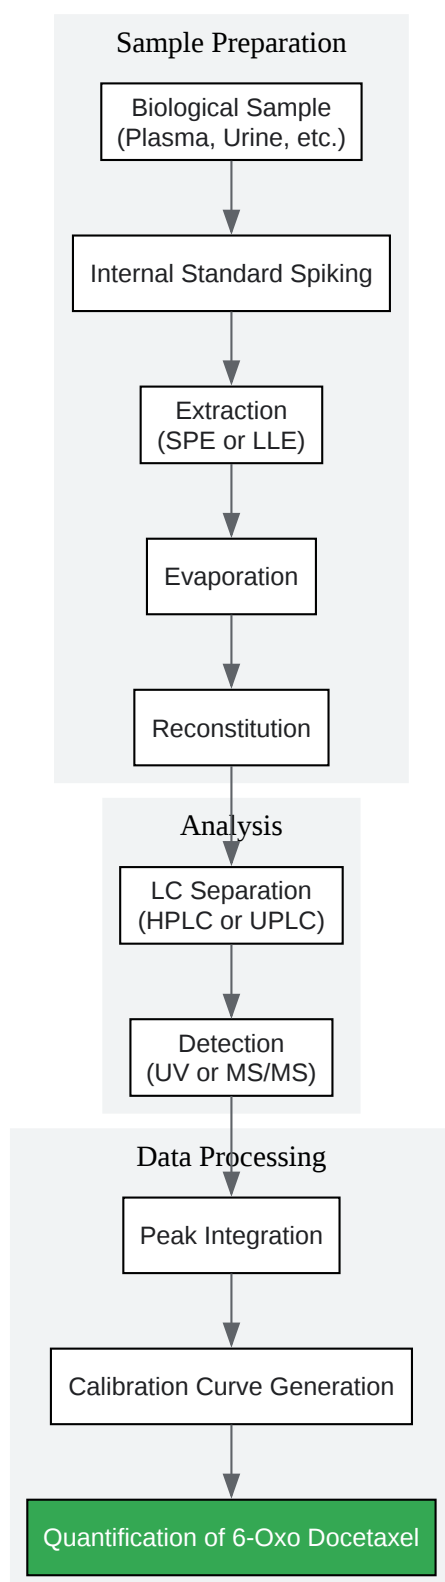 Sample Preparation
Biological Sample
(Plasma, Urine, etc.)
Internal Standard Spiking
Extraction
(SPE or LLE)
Evaporation
Reconstitution
Analysis
LC Separation
(HPLC or UPLC)
Detection
(UV or MS/MS)
Data Processing
Peak Integration
Calibration Curve Generation
Quantification of 6-Oxo Docetaxel